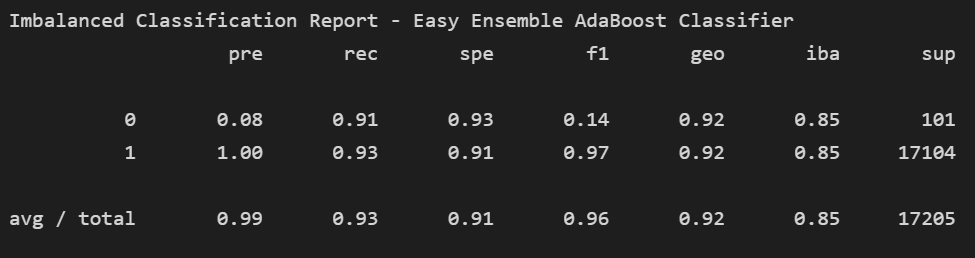 Imbalanced Classification Report - Easy Ensemble AdaBoost Classifier
pre rec spe f1 geo iba sup
0 0.08 0.91 0.93 0.14 0.92 0.85 101
1 1.00 0.93 0.91 0.97 0.92 0.85 17104
avg / total 0.99 0.93 0.91 0.96 0.92 0.85 17205